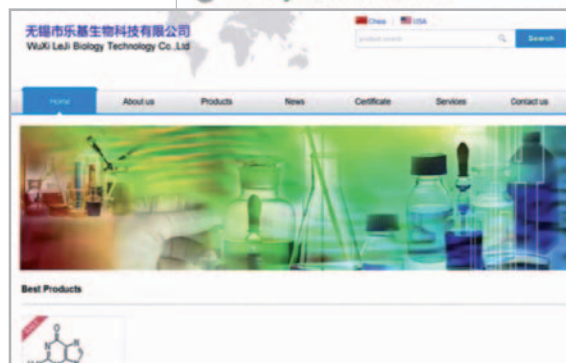 无锡市乐基生物科技有限公司
WuXi LeJi Biology Technology Co.,Ltd
China
USA
product search
Search
Home
About us
Products
News
Certificate
Services
Contact us
Best Products